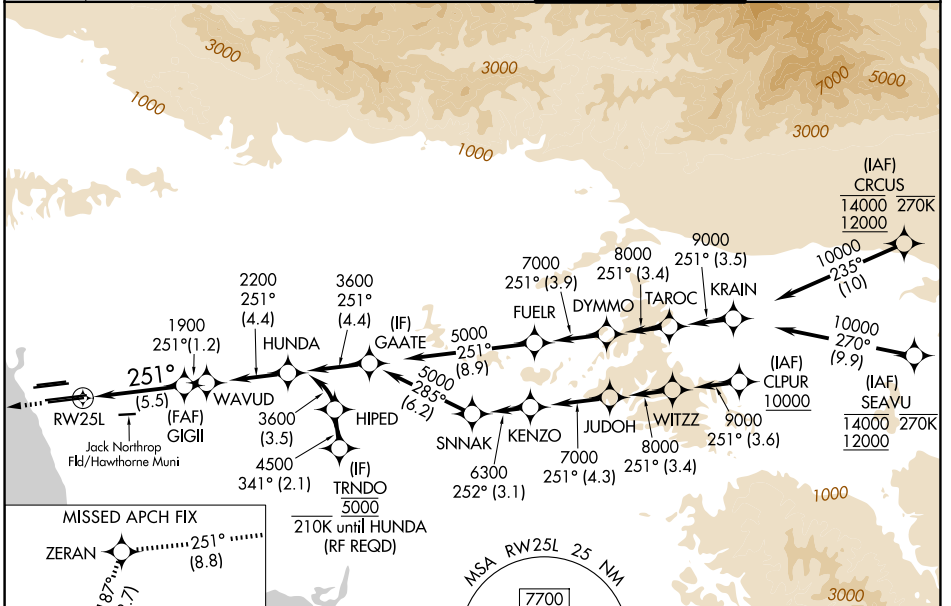 3000
3000
7000
5000
1000
3000
1000
(IAF)
CRCUS
14000 270K
12000
10000
235°
(10)
9000
251° (3.5)
8000
251° (3.4)
7000
251° (3.9)
KRAIN
TAROC
DYMMO
FUELR
3600
251°
(4.4)
2200
251°
(4.4)
1900
251°(1.2)
(IF)
GAATE
HUNDA
5000
251°
(8.9)
10000
270°
(9.9)
(IAF)
CLPUR
10000
(IAF)
SEAVU
14000 270K
12000
5000
285°
(6.2)
251°
(5.5)
WAVUD
(FAF)
GIGII
RW25L
Jack Northrop
Fld/Hawthorne Muni
3600
(3.5)
HIPED
4500
341° (2.1)
(IF)
TRNDO
5000
210K until HUNDA
(RF REQD)
SNNAK
KENZO
JUDOH
WITZZ
6300
252° (3.1)
7000
251° (4.3)
8000
251° (3.4)
9000
251° (3.6)
1000
MISSED APCH FIX
ZERAN
251°
(8.8)
MSA RW25L 25 NM
7700
3000